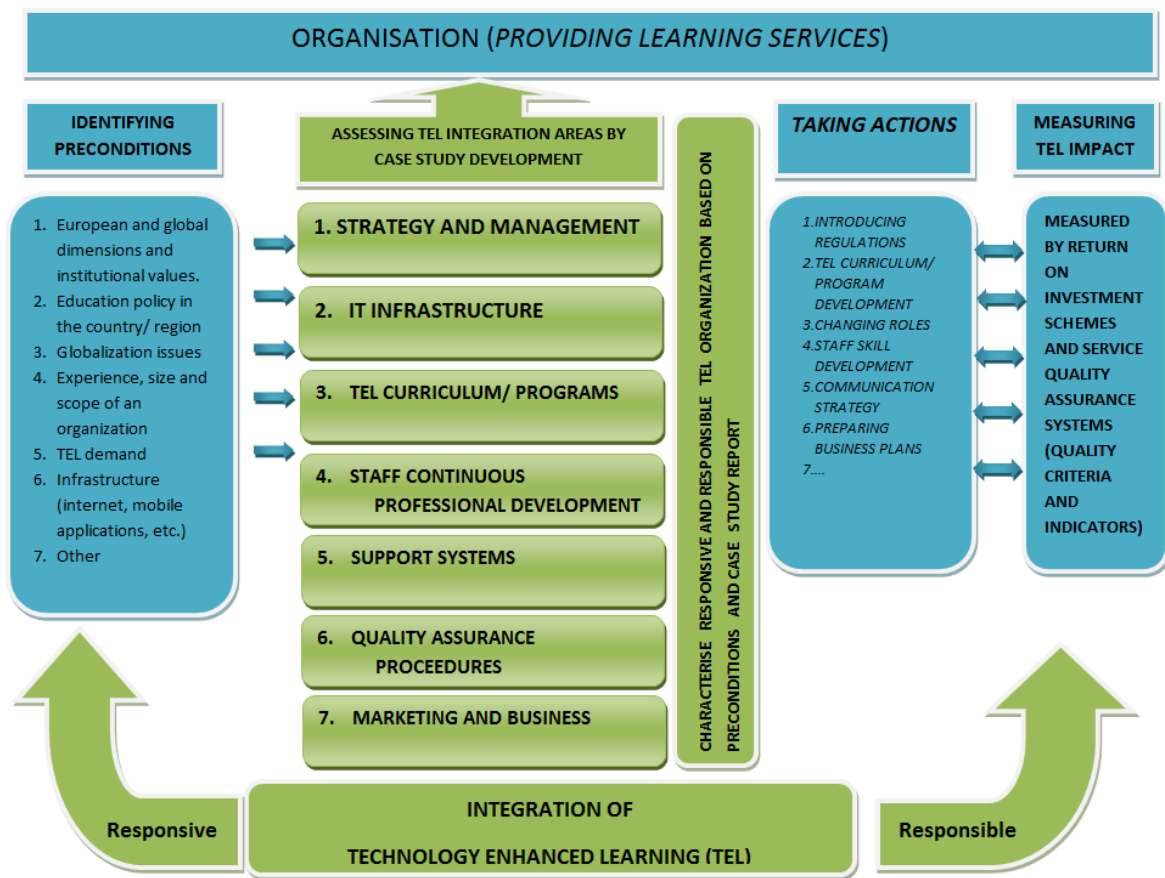 ORGANISATION (PROVIDING LEARNING SERVICES)
IDENTIFYING
PRECONDITIONS
1. European and global
dimensions and
institutional values.
2. Education policy in
the country/ region
3. Globalization issues
4. Experience, size and
scope of an
organization
5. TEL demand
6. Infrastructure
(internet, mobile
applications, etc.)
7. Other
ASSESSING TEL INTEGRATION AREAS BY
CASE STUDY DEVELOPMENT
1. STRATEGY AND MANAGEMENT
2. IT INFRASTRUCTURE
3. TEL CURRICULUM/ PROGRAMS
4. STAFF CONTINUOUS
PROFESSIONAL DEVELOPMENT
5. SUPPORT SYSTEMS
6. QUALITY ASSURANCE
PROCEEDURES
7. MARKETING AND BUSINESS
CHARACTERISE RESPONSIVE AND RESPONSIBLE TEL ORGANIZATION BASED ON
PRECONDITIONS AND CASE STUDY REPORT
TAKING ACTIONS
1.INTRODUCING
REGULATIONS
2.TEL CURRICULUM/
PROGRAM
DEVELOPMENT
3.CHANGING ROLES
4.STAFF SKILL
DEVELOPMENT
5.COMMUNICATION
STRATEGY
6.PREPARING
BUSINESS PLANS
7....
MEASURING
TEL IMPACT
MEASURED
BY RETURN
ON
INVESTMENT
SCHEMES
AND SERVICE
QUALITY
ASSURANCE
SYSTEMS
(QUALITY
CRITERIA
AND
INDICATORS)
Responsive
INTEGRATION OF
TECHNOLOGY ENHANCED LEARNING (TEL)
Responsible